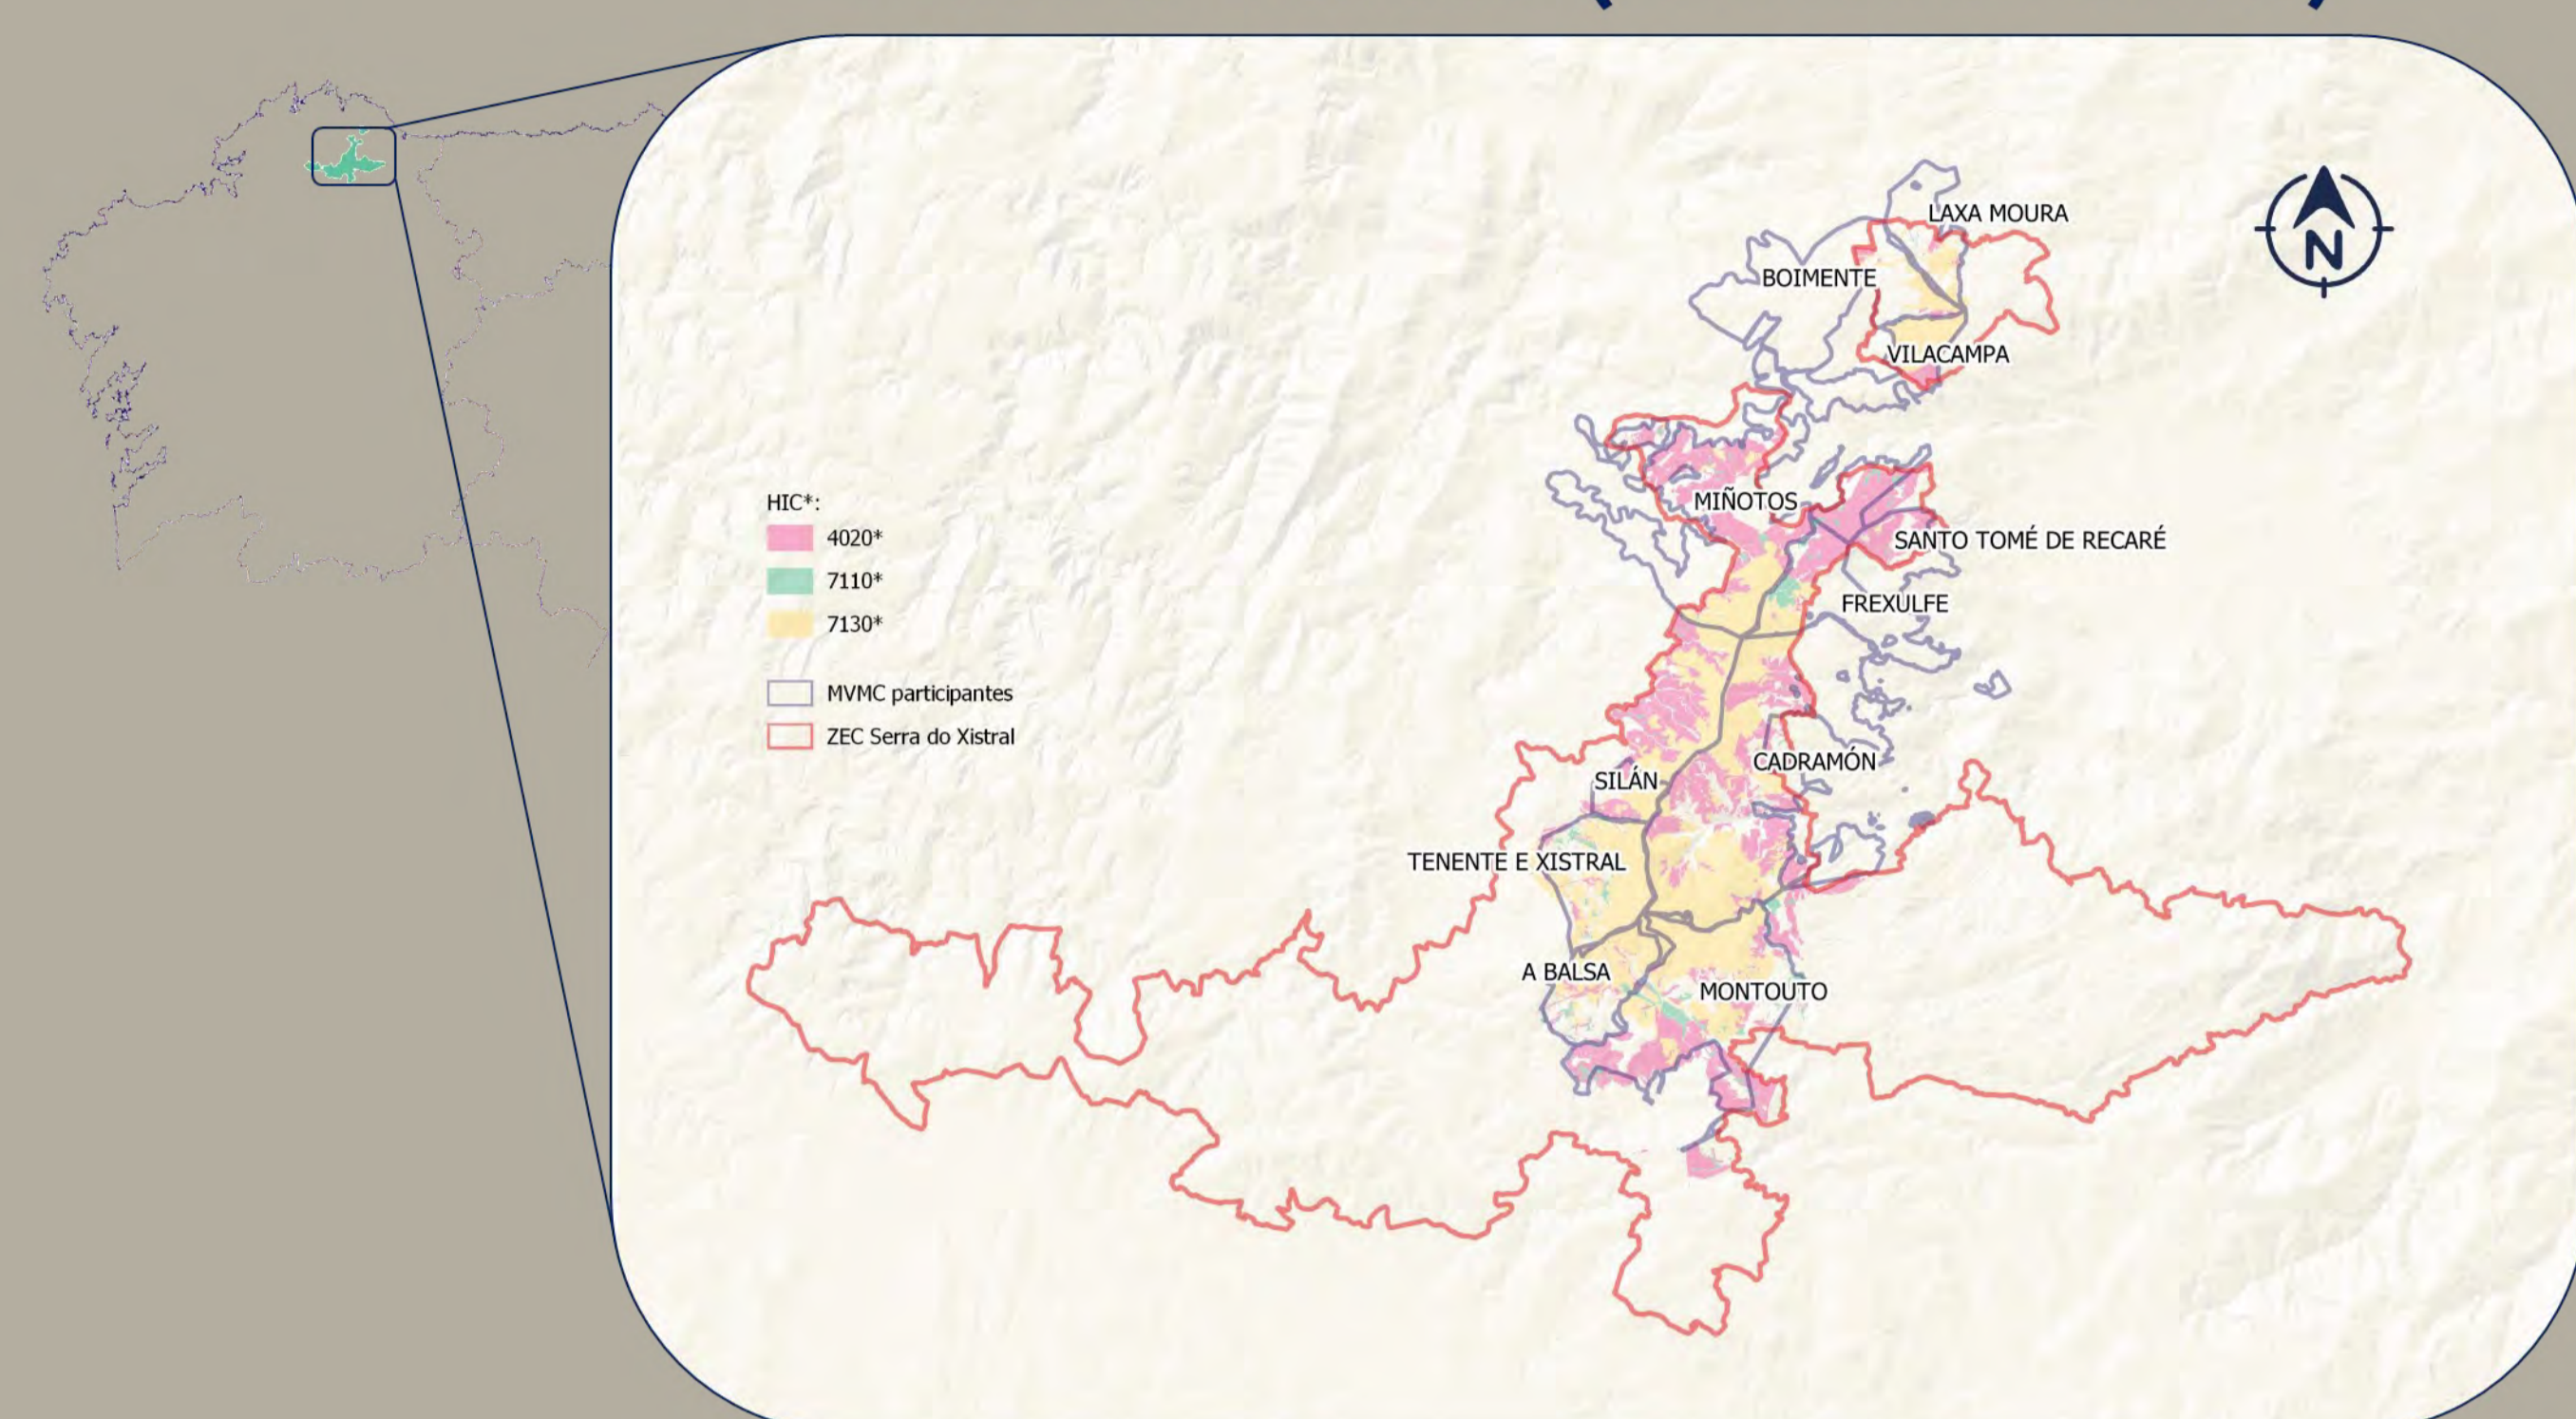 LAXA MOURA
N
BOIMENTE
VILACAMPA
HIC*:
4020*
7110*
7130*
MVMC participantes
ZEC Serra do Xistral
MIÑOTOS
SANTO TOMÉ DE RECARÉ
FREXULFE
CADRAMÓN
SILÁN
TENENTE E XISTRAL
A BALSA
MONTOUTO